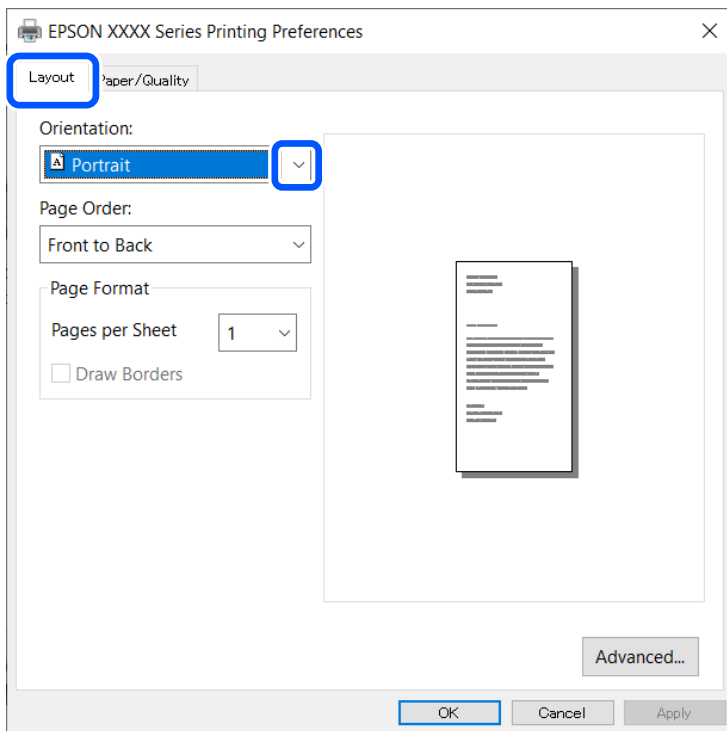 EPSON XXXX Series Printing Preferences
Layout
Paper/Quality
Orientation:
A Portrait
Page Order:
Front to Back
Page Format
Pages per Sheet 1
Draw Borders
Advanced...
OK Cancel Apply